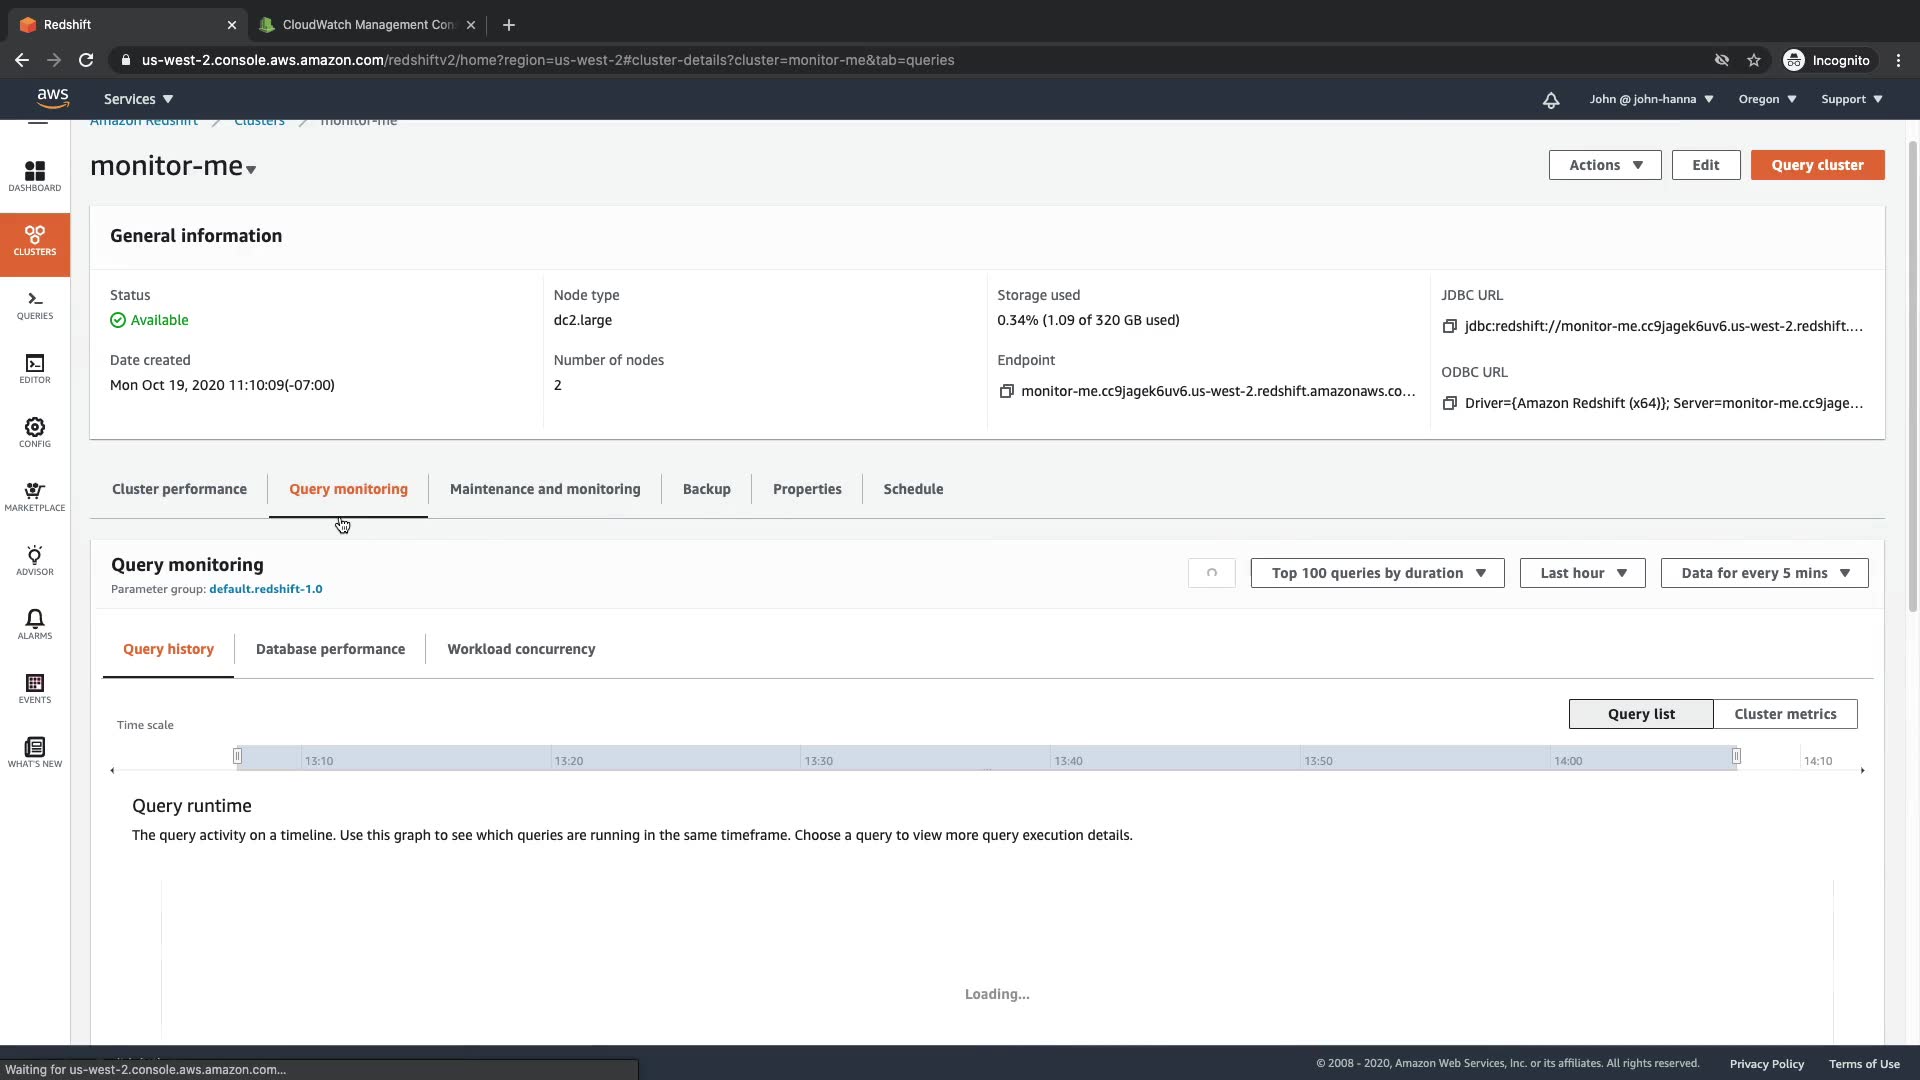 Redshift
CloudWatch Management Con
us-west-2.console.aws.amazon.com/redshiftv2/home?region=us-west-2#cluster-details?cluster=monitor-me&tab=queries
Incognito
aws
Services
John @ john-hanna
Oregon
Support
Amazon Redshift / Clusters / monitor-me
DASHBOARD
CLUSTERS
QUERIES
EDITOR
CONFIG
MARKETPLACE
ADVISOR
ALARMS
EVENTS
WHAT'S NEW
monitor-me
Actions
Edit
Query cluster
General information
Status
Available
Date created
Mon Oct 19, 2020 11:10:09(-07:00)
Node type
dc2.large
Number of nodes
2
Storage used
0.34% (1.09 of 320 GB used)
Endpoint
monitor-me.cc9jagek6uv6.us-west-2.redshift.amazonaws.co...
JDBC URL
jdbc:redshift://monitor-me.cc9jagek6uv6.us-west-2.redshift....
ODBC URL
Driver={Amazon Redshift (x64)}; Server=monitor-me.cc9jage...
Cluster performance
Query monitoring
Maintenance and monitoring
Backup
Properties
Schedule
Query monitoring
Parameter group: default.redshift-1.0
Top 100 queries by duration
Last hour
Data for every 5 mins
Query history
Database performance
Workload concurrency
Query list
Cluster metrics
Time scale
13:10
13:20
13:30
13:40
13:50
14:00
14:10
Query runtime
The query activity on a timeline. Use this graph to see which queries are running in the same timeframe. Choose a query to view more query execution details.
Loading...
Waiting for us-west-2.console.aws.amazon.com...
© 2008 - 2020, Amazon Web Services, Inc. or its affiliates. All rights reserved.
Privacy Policy
Terms of Use